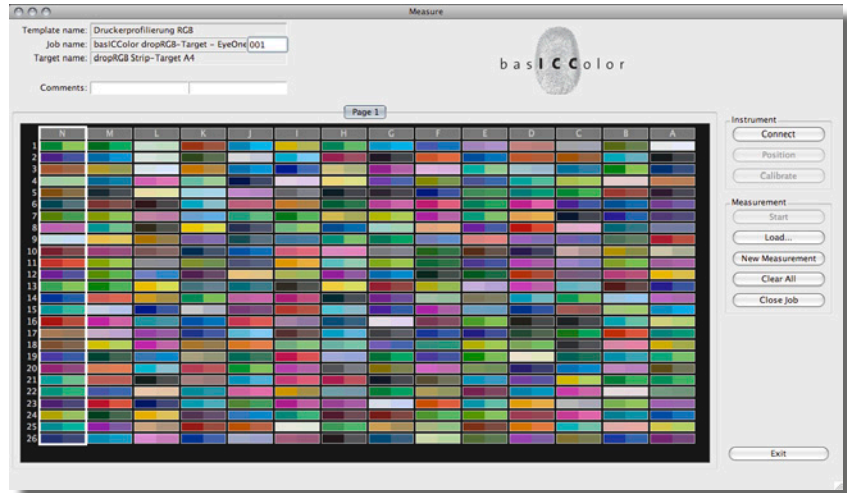 Measure
Template name: Druckerprofilierung RGB
Job name: basICColor dropRGB-Target - EyeOne 001
Target name: dropRGB Strip-Target A4
Comments:
basICColor
Page 1
N M L K J I H G F E D C B A
1
2
3
4
5
6
7
8
9
10
11
12
13
14
15
16
17
18
19
20
21
22
23
24
25
26
Instrument
Connect
Position
Calibrate
Measurement
Start
Load...
New Measurement
Clear All
Close Job
Exit